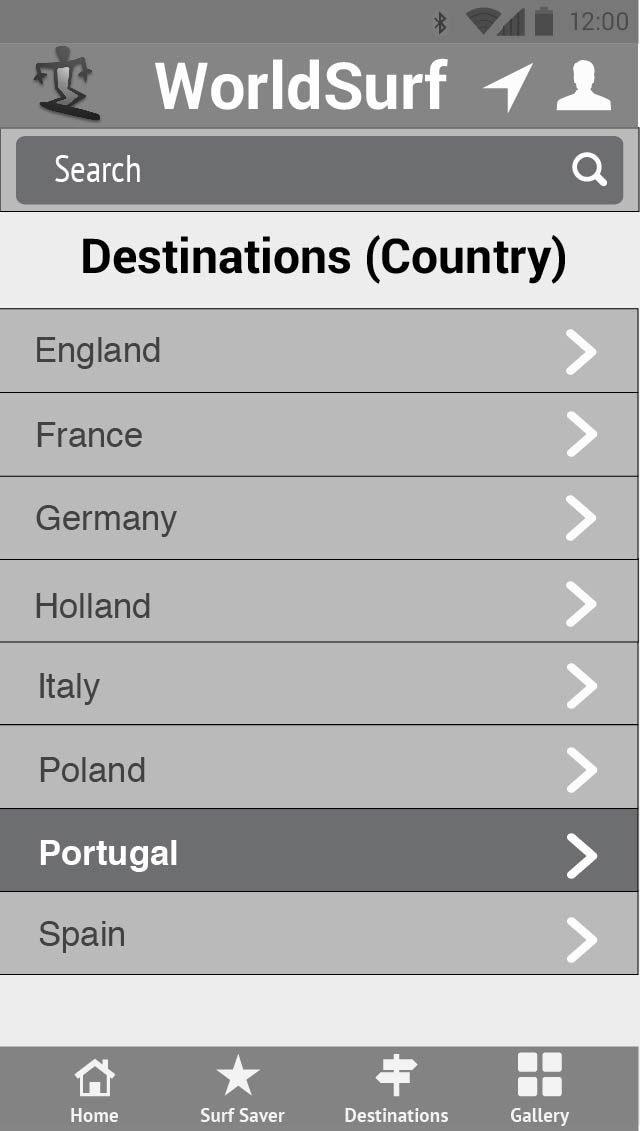 12:00
WorldSurf
Search
Destinations (Country)
England
France
Germany
Holland
Italy
Poland
Portugal
Spain
Home Surf Saver Destinations Gallery